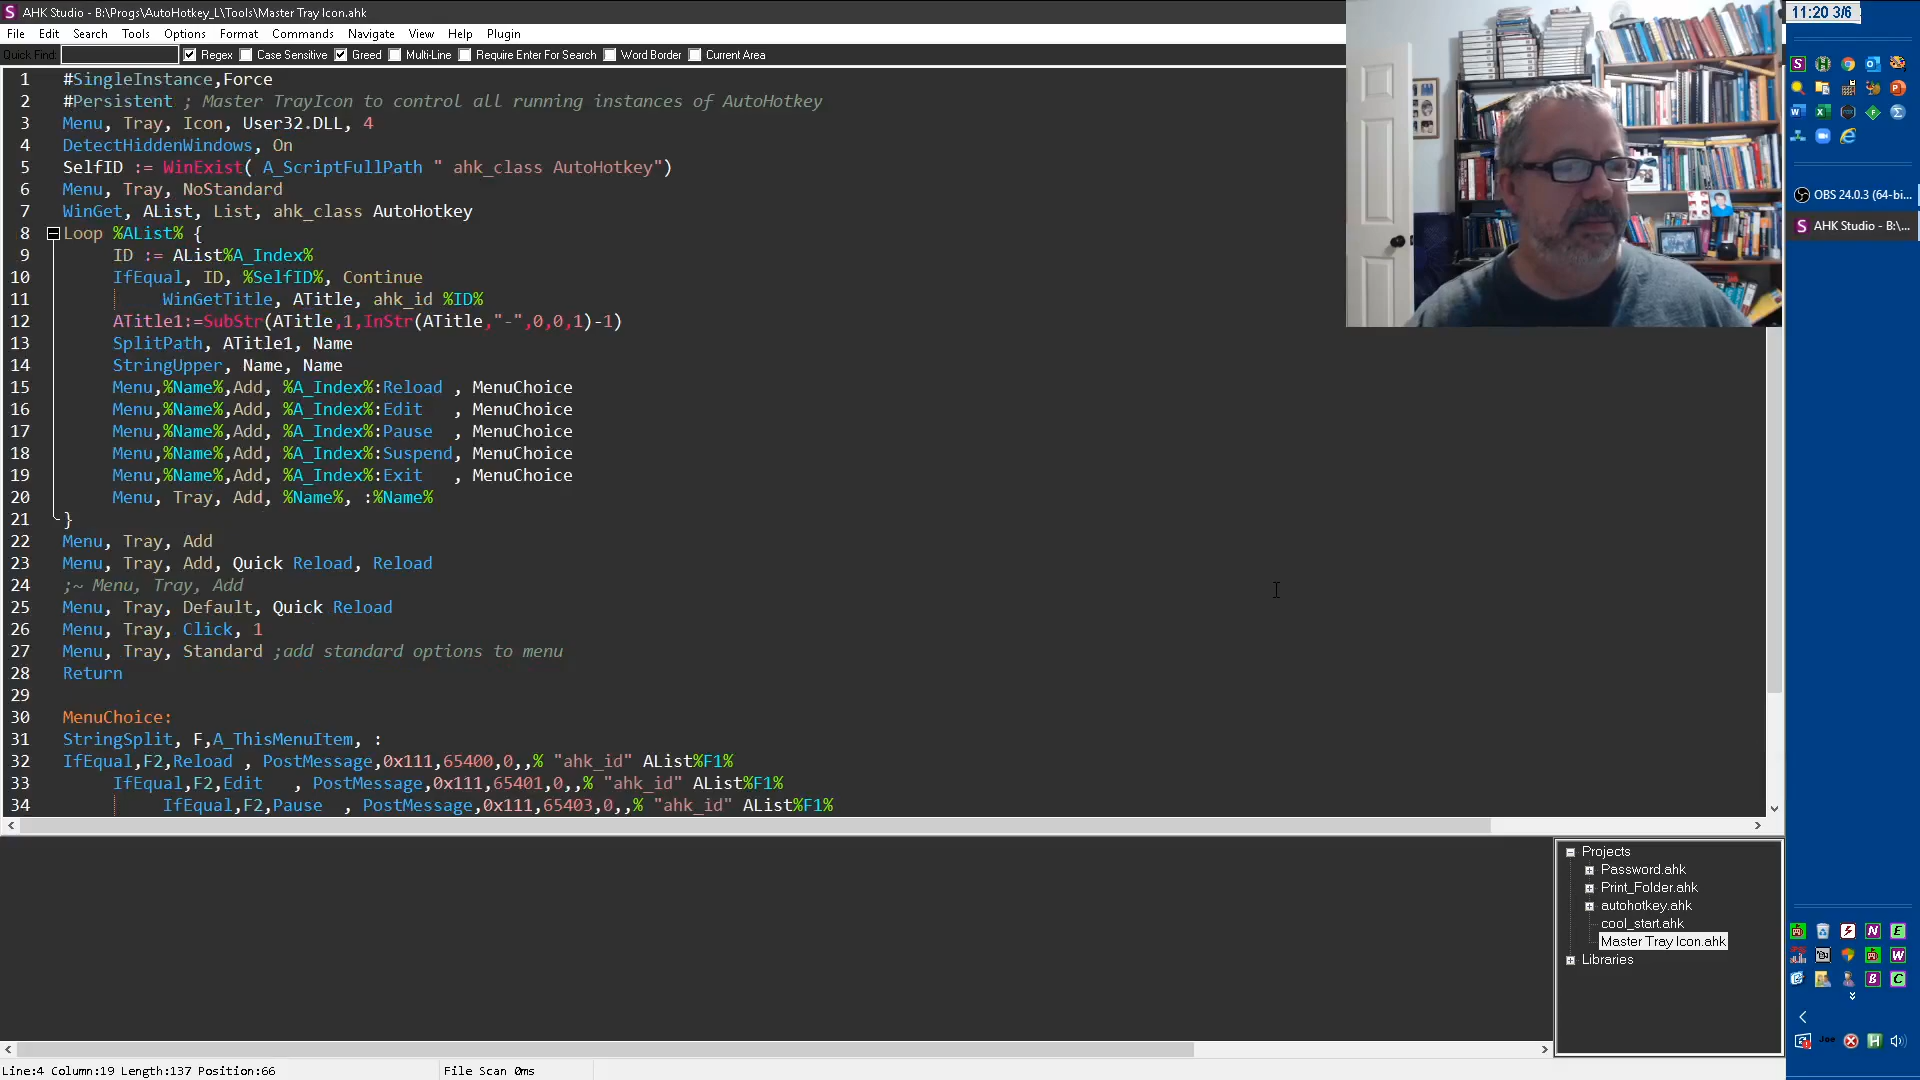 AHK Studio - B:\Progs\AutoHotkey_L\Tools\Master Tray Icon.ahk
11:20 3/6
File Edit Search Tools Options Format Commands Navigate View Help Plugin
Quick Find: Regex Case Sensitive Greed Multi-Line Require Enter For Search Word Border Current Area
1 #SingleInstance,Force
2 #Persistent ; Master TrayIcon to control all running instances of AutoHotkey
3 Menu, Tray, Icon, User32.DLL, 4
4 DetectHiddenWindows, On
5 SelfID := WinExist( A_ScriptFullPath " ahk_class AutoHotkey")
6 Menu, Tray, NoStandard
7 WinGet, AList, List, ahk_class AutoHotkey
8 Loop %AList% {
9 ID := AList%A_Index%
10 IfEqual, ID, %SelfID%, Continue
11 WinGetTitle, ATitle, ahk_id %ID%
12 ATitle1:=SubStr(ATitle,1,InStr(ATitle,"-",0,0,1)-1)
13 SplitPath, ATitle1, Name
14 StringUpper, Name, Name
15 Menu,%Name%,Add, %A_Index%:Reload , MenuChoice
16 Menu,%Name%,Add, %A_Index%:Edit , MenuChoice
17 Menu,%Name%,Add, %A_Index%:Pause , MenuChoice
18 Menu,%Name%,Add, %A_Index%:Suspend, MenuChoice
19 Menu,%Name%,Add, %A_Index%:Exit , MenuChoice
20 Menu, Tray, Add, %Name%, :%Name%
21 }
22 Menu, Tray, Add
23 Menu, Tray, Add, Quick Reload, Reload
24 ;~ Menu, Tray, Add
25 Menu, Tray, Default, Quick Reload
26 Menu, Tray, Click, 1
27 Menu, Tray, Standard ;add standard options to menu
28 Return
29
30 MenuChoice:
31 StringSplit, F,A_ThisMenuItem, :
32 IfEqual,F2,Reload , PostMessage,0x111,65400,0,,% "ahk_id" AList%F1%
33 IfEqual,F2,Edit , PostMessage,0x111,65401,0,,% "ahk_id" AList%F1%
34 IfEqual,F2,Pause , PostMessage,0x111,65403,0,,% "ahk_id" AList%F1%
OBS 24.0.3 (64-bi...
AHK Studio - B:\...
Projects
Password.ahk
Print_Folder.ahk
autohotkey.ahk
cool_start.ahk
Master Tray Icon.ahk
Libraries
Joe
Line:4 Column:19 Length:137 Position:66
File Scan 0ms